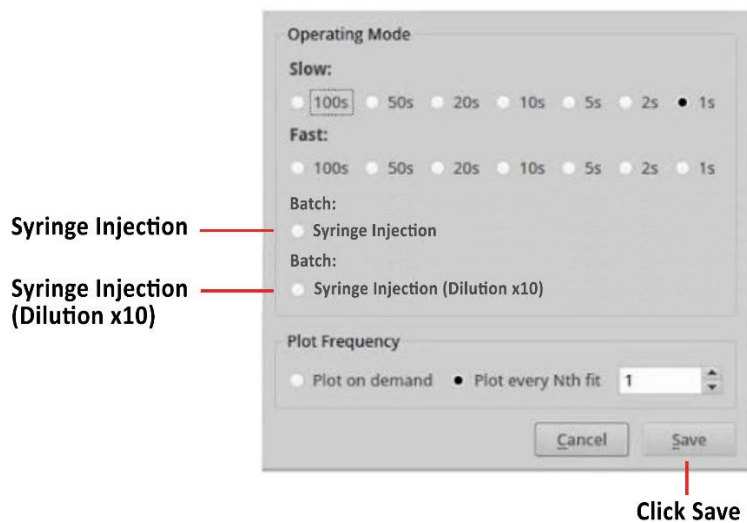 Operating Mode
Slow:
100s 50s 20s 10s 5s 2s 1s
Fast:
100s 50s 20s 10s 5s 2s 1s
Batch:
Syringe Injection Syringe Injection
Batch:
Syringe Injection Syringe Injection (Dilution x10)
(Dilution x10)
Plot Frequency
Plot on demand Plot every Nth fit 1
Cancel Save
Click Save